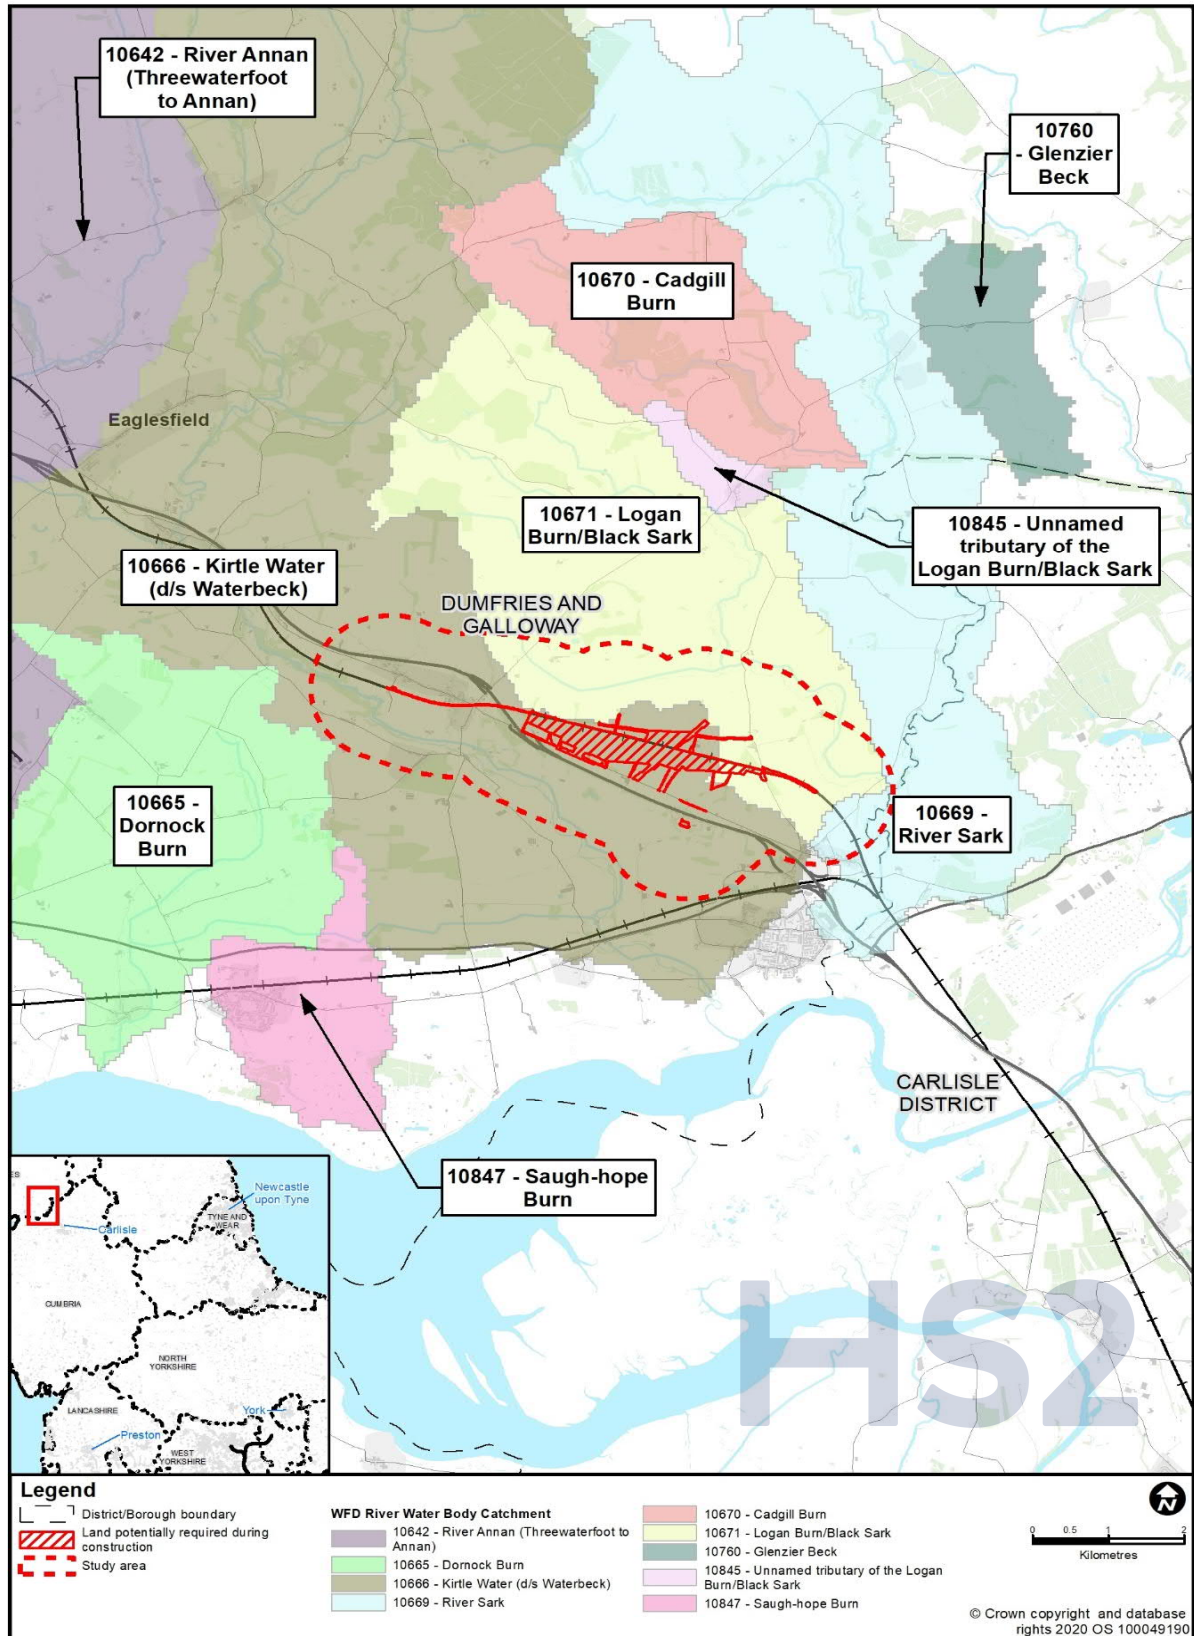 10642 - River Annan
(Threewaterfoot
to Annan)
10760
- Glenzier
Beck
10670 - Cadgill
Burn
Eaglesfield
10671 - Logan
Burn/Black Sark
10845 - Unnamed
tributary of the
Logan Burn/Black Sark
10666 - Kirtle Water
(d/s Waterbeck)
DUMFRIES AND
GALLOWAY
10665 -
Dornock
Burn
10669 -
River Sark
CARLISLE
DISTRICT
10847 - Saugh-hope
Burn
ES
Newcastle
upon Tyne
TYNE AND
WEAR
Carlisle
CUMBRIA
NORTH
YORKSHIRE
LANCASHIRE
York
Preston
WEST
YORKSHIRE
HS2
Legend
District/Borough boundary
Land potentially required during
construction
Study area
WFD River Water Body Catchment
10642 - River Annan (Threewaterfoot to
Annan)
10665 - Dornock Burn
10666 - Kirtle Water (d/s Waterbeck)
10669 - River Sark
10670 - Cadgill Burn
10671 - Logan Burn/Black Sark
10760 - Glenzier Beck
10845 - Unnamed tributary of the Logan
Burn/Black Sark
10847 - Saugh-hope Burn
N
0 0.5 1 2
Kilometres
© Crown copyright and database
rights 2020 OS 100049190